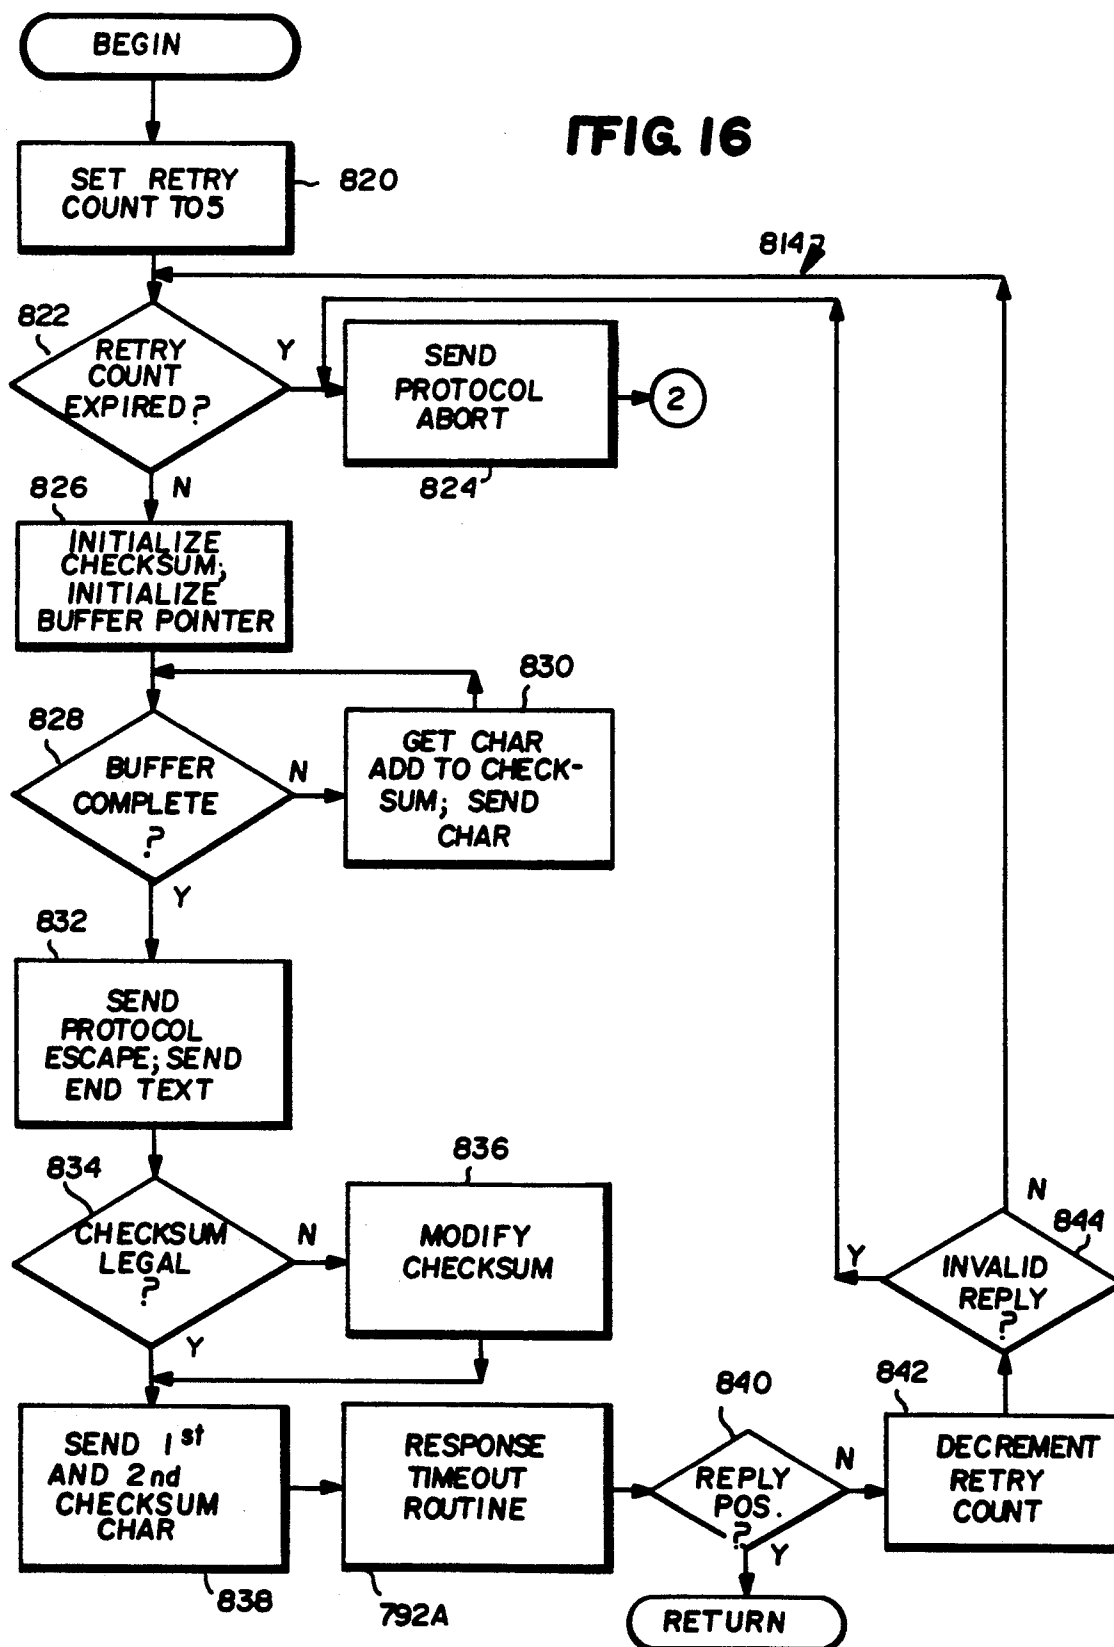 BEGIN
FIG. 16
SET RETRY
COUNT TO 5
820
814
822
RETRY
COUNT
EXPIRED?
Y
SEND
PROTOCOL
ABORT
2
824
N
826
INITIALIZE
CHECKSUM;
INITIALIZE
BUFFER POINTER
830
828
BUFFER
COMPLETE
?
N
GET CHAR
ADD TO CHECK-
SUM; SEND
CHAR
Y
832
SEND
PROTOCOL
ESCAPE; SEND
END TEXT
834
CHECKSUM
LEGAL
?
N
836
MODIFY
CHECKSUM
Y
N
844
Y
INVALID
REPLY
?
SEND 1st
AND 2nd
CHECKSUM
CHAR
838
RESPONSE
TIMEOUT
ROUTINE
792A
840
REPLY
POS.
?
N
Y
842
DECREMENT
RETRY
COUNT
RETURN